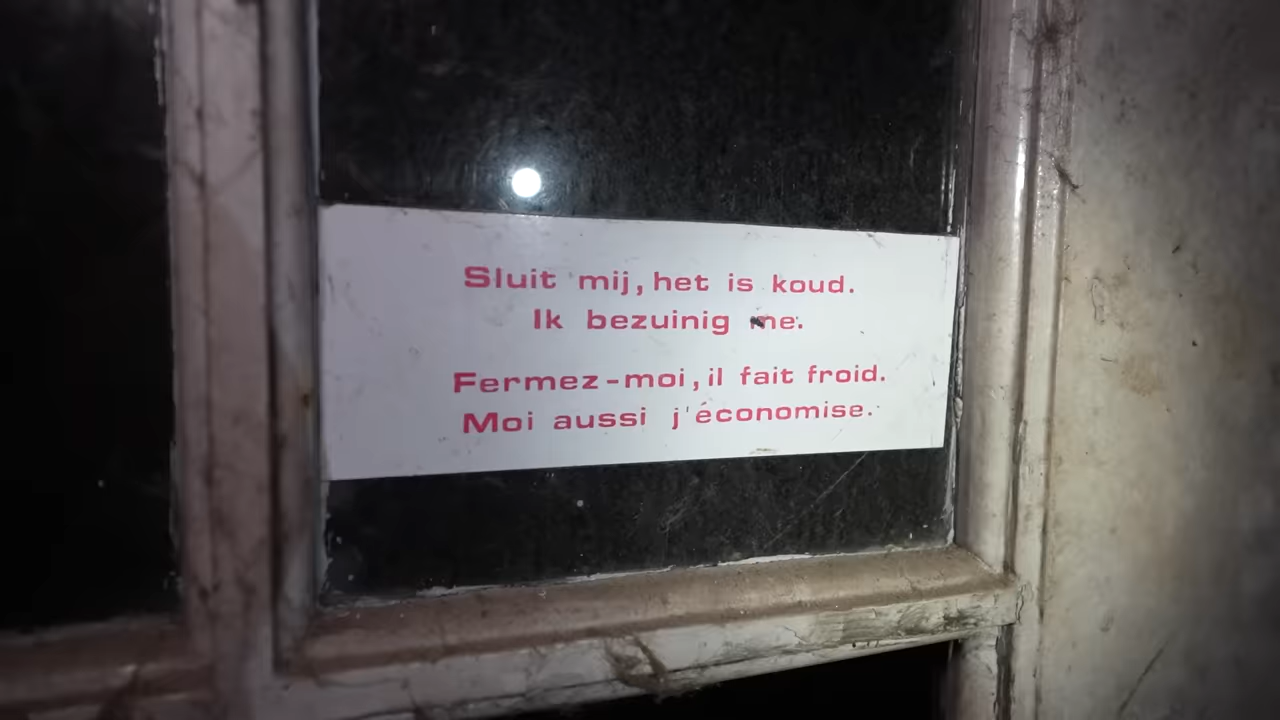 Sluit mij, het is koud.
Ik bezuinig me.
Fermez-moi, il fait froid.
Moi aussi j'économise.